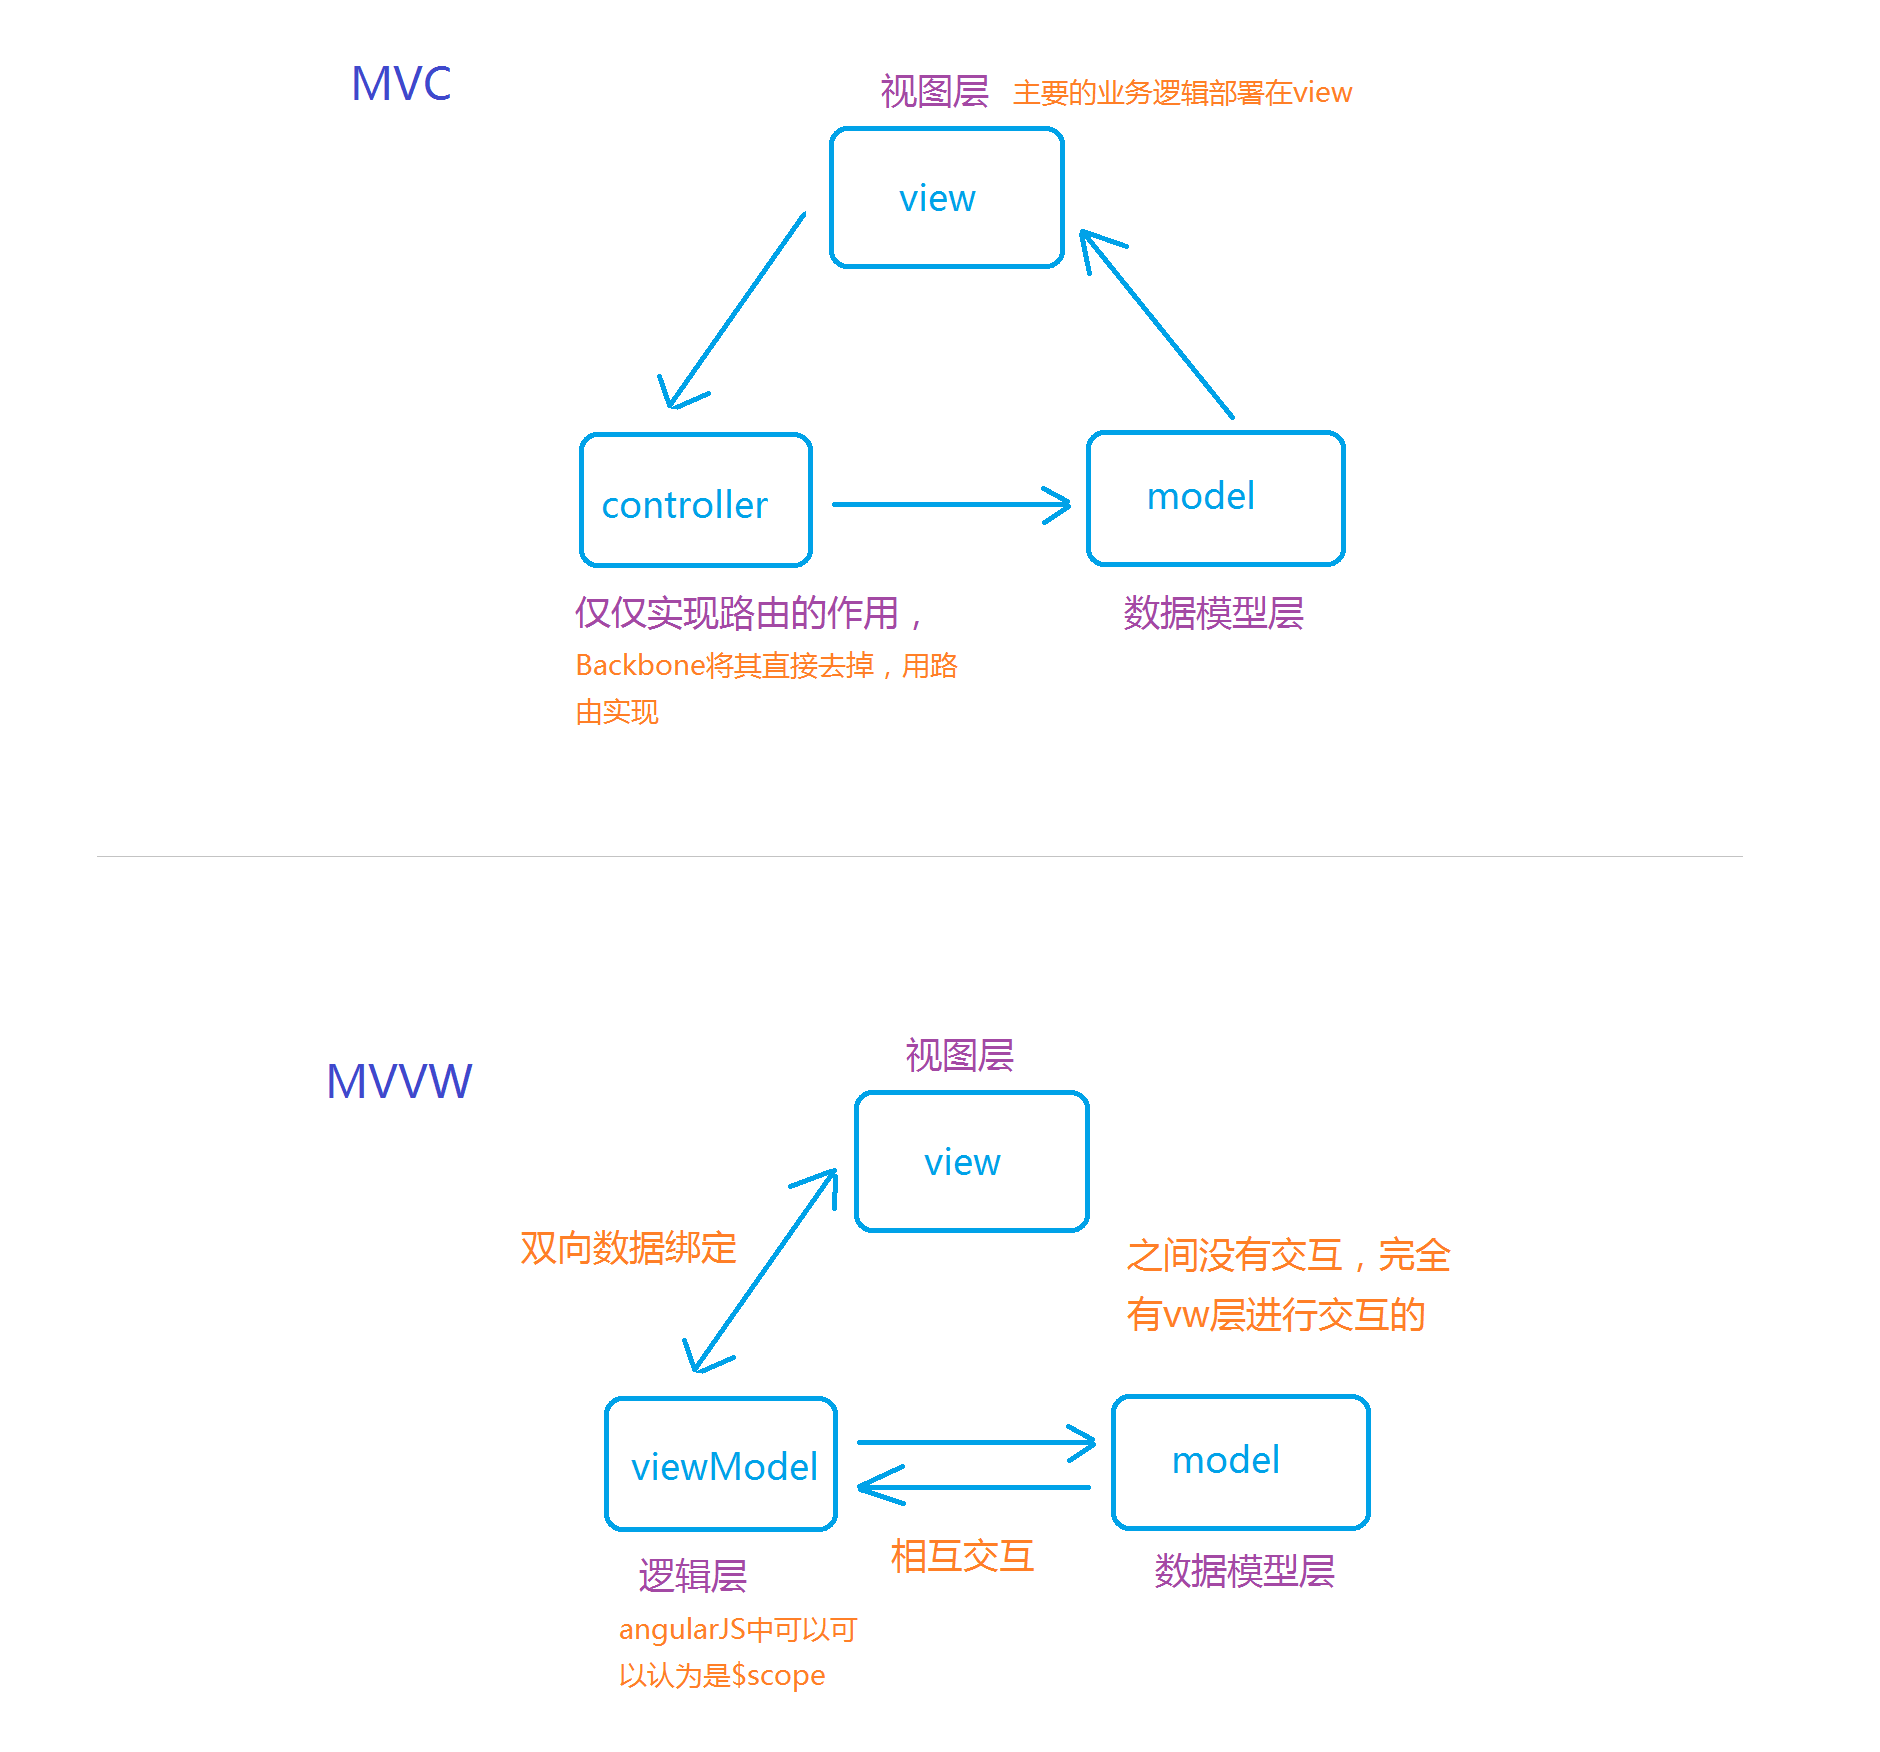 MVC
视图层 主要的业务逻辑部署在view
view
controller
model
仅仅实现路由的作用，
数据模型层
Backbone将其直接去掉，用路
由实现
MVVW
视图层
view
双向数据绑定
之间没有交互，完全
有vw层进行交互的
viewModel
model
相互交互
逻辑层
数据模型层
angularJS中可以可
以认为是$scope